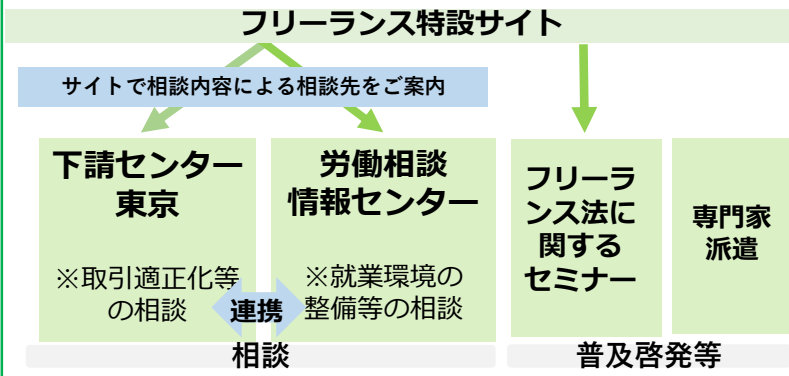 フリーランス特設サイト
サイトで相談内容による相談先をご案内
下請センター
東京
※取引適正化等
の相談
労働相談
情報センター
※就業環境の
整備等の相談
連携
フリーラ
ンス法に
関する
セミナー
専門家
派遣
相談
普及啓発等